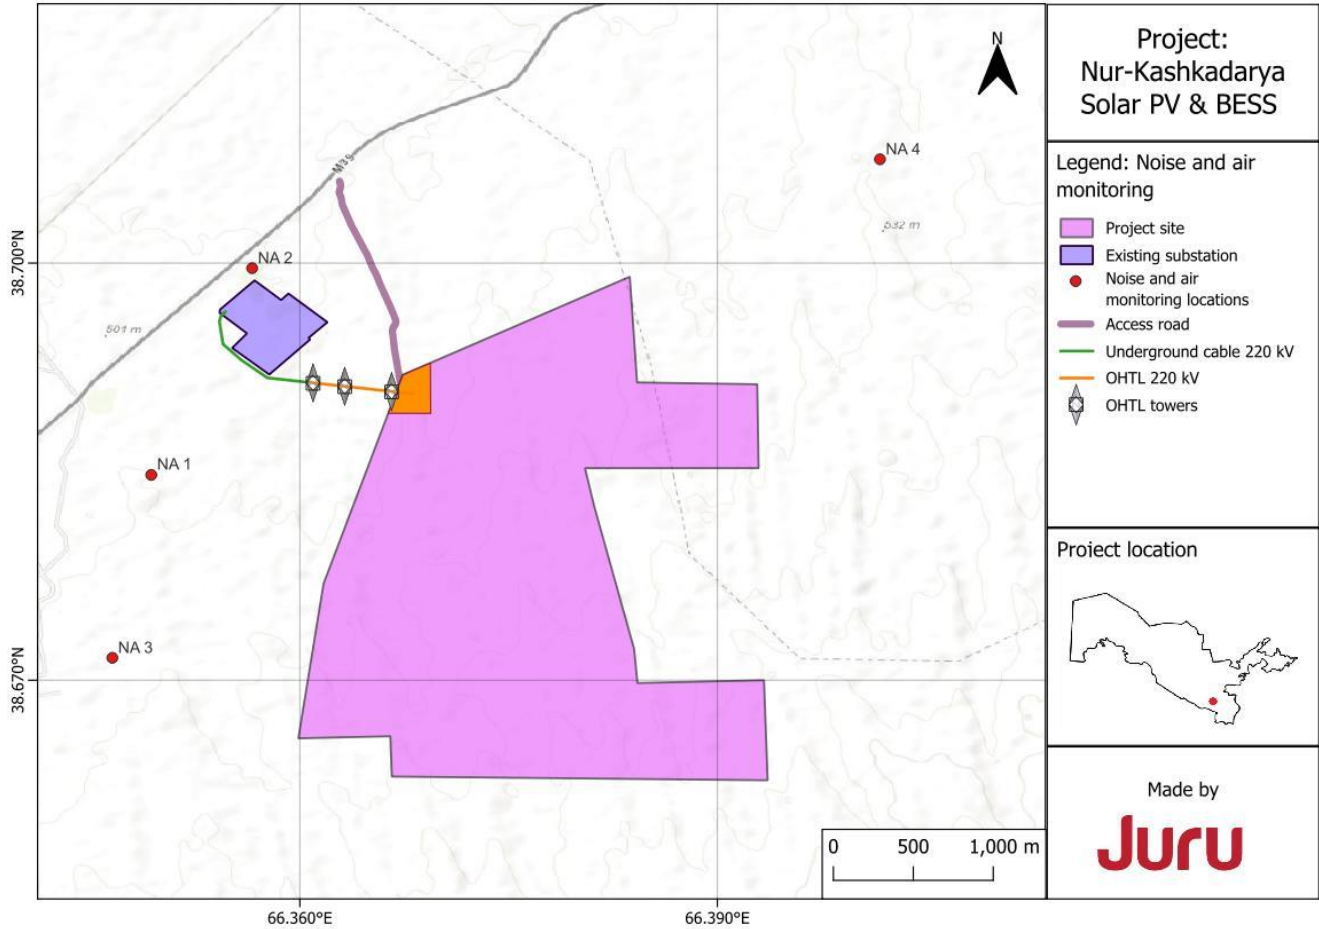 N
M39
NA 4
532 m
NA 2
501 m
NA 1
NA 3
38.700°N
38.670°N
66.360°E
66.390°E
0 500 1,000 m
Project:
Nur-Kashkadarya
Solar PV & BESS
Legend: Noise and air
monitoring
Project site
Existing substation
Noise and air
monitoring locations
Access road
Underground cable 220 kV
OHTL 220 kV
OHTL towers
Project location
Made by
Juru